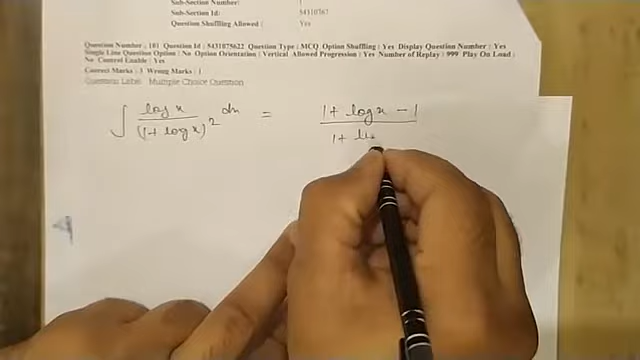 Sub-Section Number:
Sub-Section Id: 84310767
Question Shuffling Allowed : Yes
Question Number : 101 Question Id : 8431075622 Question Type : MCQ Option Shuffling : Yes Display Question Number : Yes
Single Line Question Option : No Option Orientation : Vertical Allowed Progression : Yes Number of Replay : 999 Play On Load :
No Control Enable : Yes
Correct Marks : 3 Wrong Marks : 1
Question Label : Multiple Choice Question
∫ log x / (1 + log x)² dx = 1 + log x - 1 / 1 +